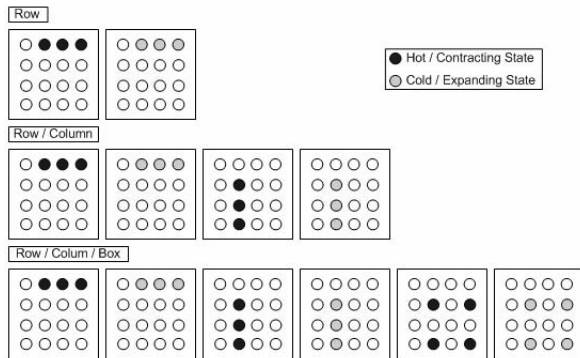 Row
Hot / Contracting State
Cold / Expanding State
Row / Column
Row / Colum / Box